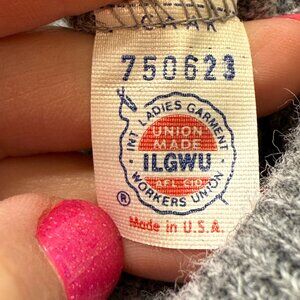 750623
INT'L LADIES GARMENT
UNION
MADE
ILGWU
AFL-CIO
WORKERS UNION
®
Made in U.S.A.